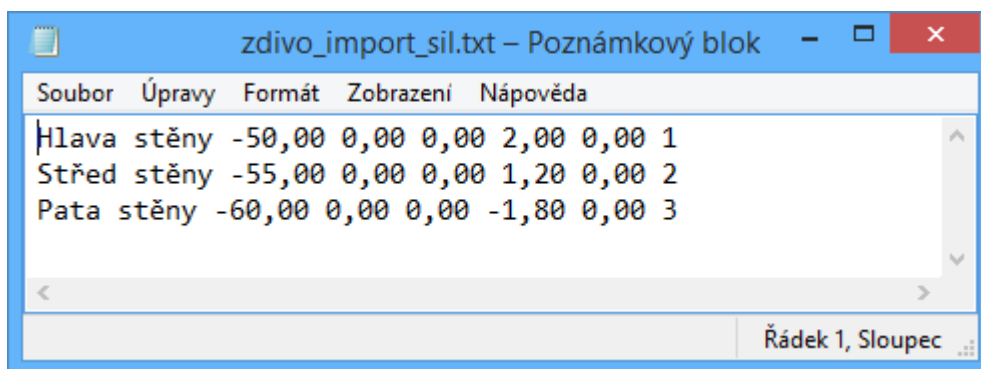 zdivo_import_sil.txt – Poznámkový blok
Soubor Úpravy Formát Zobrazení Nápověda
Hlava stěny -50,00 0,00 0,00 2,00 0,00 1
Střed stěny -55,00 0,00 0,00 1,20 0,00 2
Pata stěny -60,00 0,00 0,00 -1,80 0,00 3
Řádek 1, Sloupec